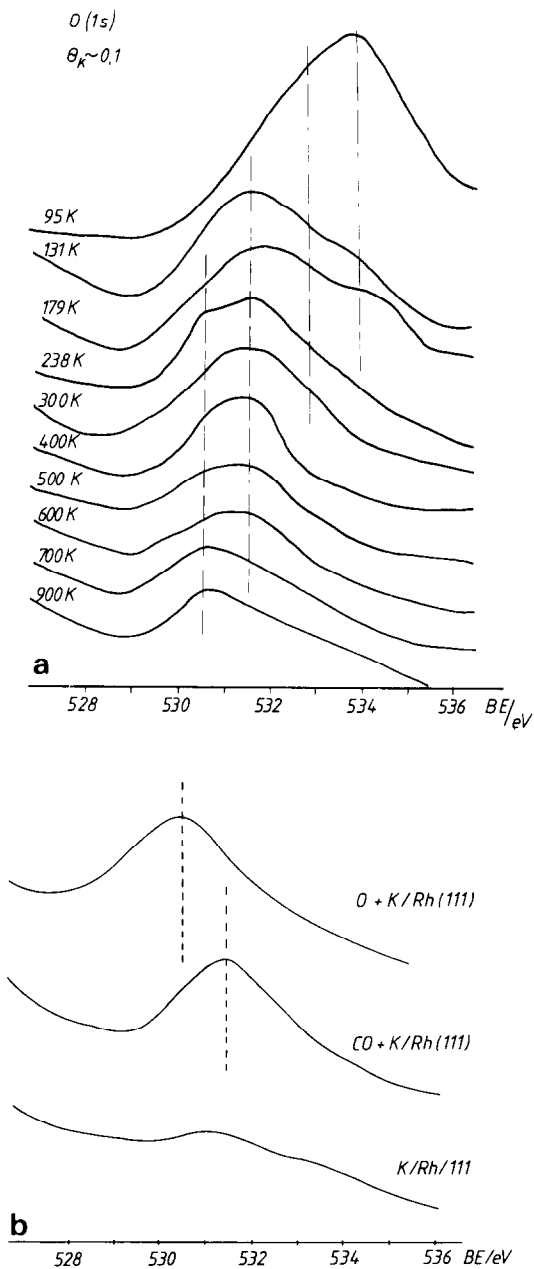 O (1s)
Θ_K ~ 0,1
95 K
131 K
179 K
238 K
300 K
400 K
500 K
600 K
700 K
900 K
a
528 530 532 534 536 BE/eV
O + K/Rh (111)
CO + K/Rh (111)
K/Rh/111
b
528 530 532 534 536 BE/eV